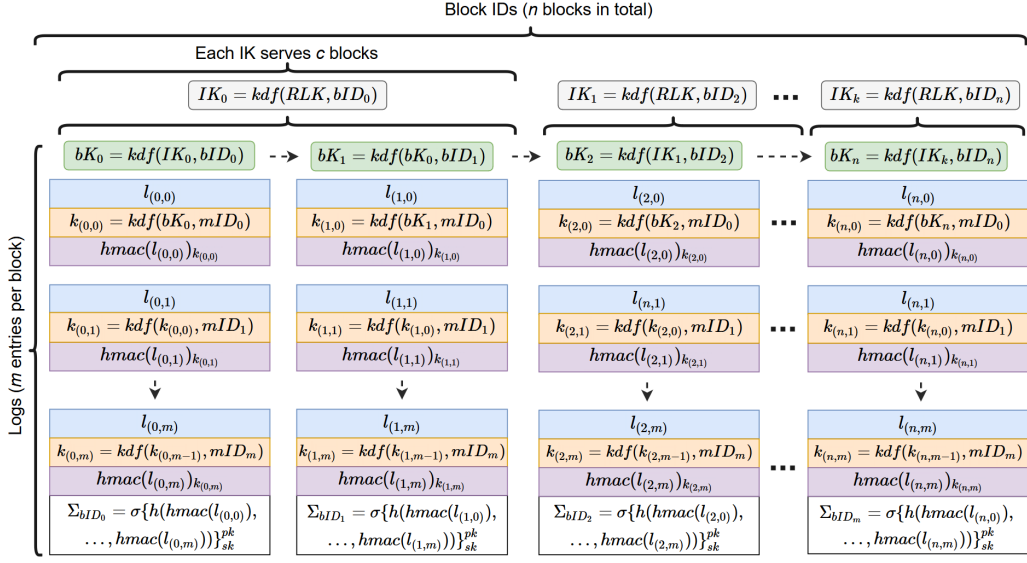 Block IDs (n blocks in total)
Each IK serves c blocks
IK_0 = kdf(RLK, bID_0)
IK_1 = kdf(RLK, bID_2)
...
IK_k = kdf(RLK, bID_n)
Logs (m entries per block)
bK_0 = kdf(IK_0, bID_0)
bK_1 = kdf(bK_0, bID_1)
bK_2 = kdf(IK_1, bID_2)
bK_n = kdf(IK_k, bID_n)
l_(0,0)
k_(0,0) = kdf(bK_0, mID_0)
hmac(l_(0,0))_k_(0,0)
l_(1,0)
k_(1,0) = kdf(bK_1, mID_0)
hmac(l_(1,0))_k_(1,0)
l_(2,0)
k_(2,0) = kdf(bK_2, mID_0)
hmac(l_(2,0))_k_(2,0)
...
l_(n,0)
k_(n,0) = kdf(bK_n, mID_0)
hmac(l_(n,0))_k_(n,0)
l_(0,1)
k_(0,1) = kdf(k_(0,0), mID_1)
hmac(l_(0,1))_k_(0,1)
l_(1,1)
k_(1,1) = kdf(k_(1,0), mID_1)
hmac(l_(1,1))_k_(1,1)
l_(n,1)
k_(2,1) = kdf(k_(2,0), mID_1)
hmac(l_(2,1))_k_(2,1)
...
l_(n,1)
k_(n,1) = kdf(k_(n,0), mID_1)
hmac(l_(n,1))_k_(n,1)
l_(0,m)
k_(0,m) = kdf(k_(0,m−1), mID_m)
hmac(l_(0,m))_k_(0,m)
Σ_bID_0 = σ{h(hmac(l_(0,0)),
..., hmac(l_(0,m)))}^pk_sk
l_(1,m)
k_(1,m) = kdf(k_(1,m−1), mID_m)
hmac(l_(1,m))_k_(1,m)
Σ_bID_1 = σ{h(hmac(l_(1,0)),
..., hmac(l_(1,m)))}^pk_sk
l_(2,m)
k_(2,m) = kdf(k_(2,m−1), mID_m)
hmac(l_(2,m))_k_(2,m)
Σ_bID_2 = σ{h(hmac(l_(2,0)),
..., hmac(l_(2,m)))}^pk_sk
...
l_(n,m)
k_(n,m) = kdf(k_(n,m−1), mID_m)
hmac(l_(n,m))_k_(n,m)
Σ_bID_m = σ{h(hmac(l_(n,0)),
..., hmac(l_(n,m)))}^pk_sk